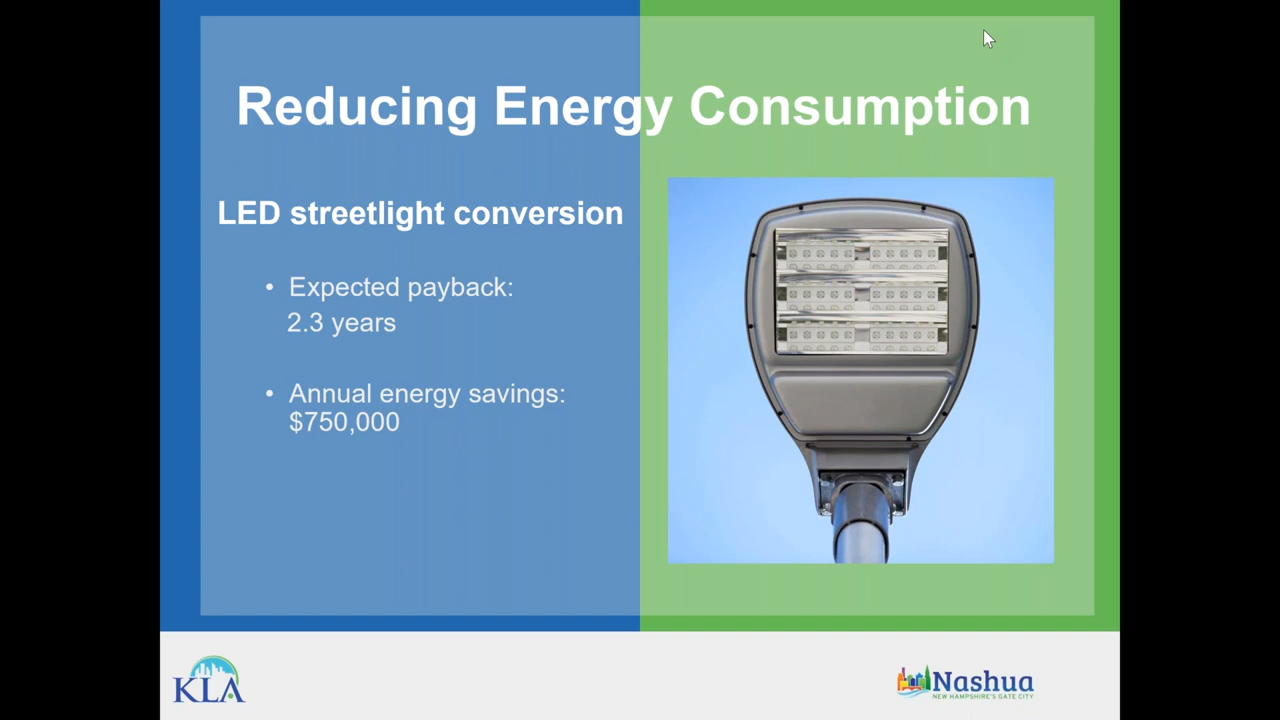 Reducing Energy Consumption
LED streetlight conversion
• Expected payback:
2.3 years
• Annual energy savings:
$750,000
KLA
Nashua
NEW HAMPSHIRE'S GATE CITY